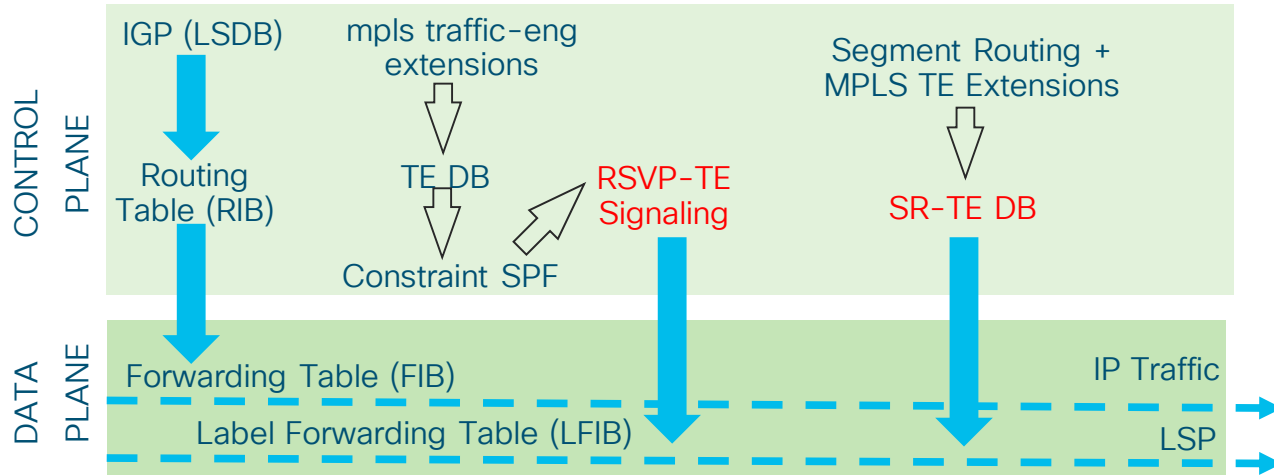 CONTROL
PLANE
IGP (LSDB)
Routing
Table (RIB)
mpls traffic-eng
extensions
TE DB
Constraint SPF
RSVP-TE
Signaling
Segment Routing +
MPLS TE Extensions
SR-TE DB
DATA
PLANE
Forwarding Table (FIB)
IP Traffic
Label Forwarding Table (LFIB)
LSP